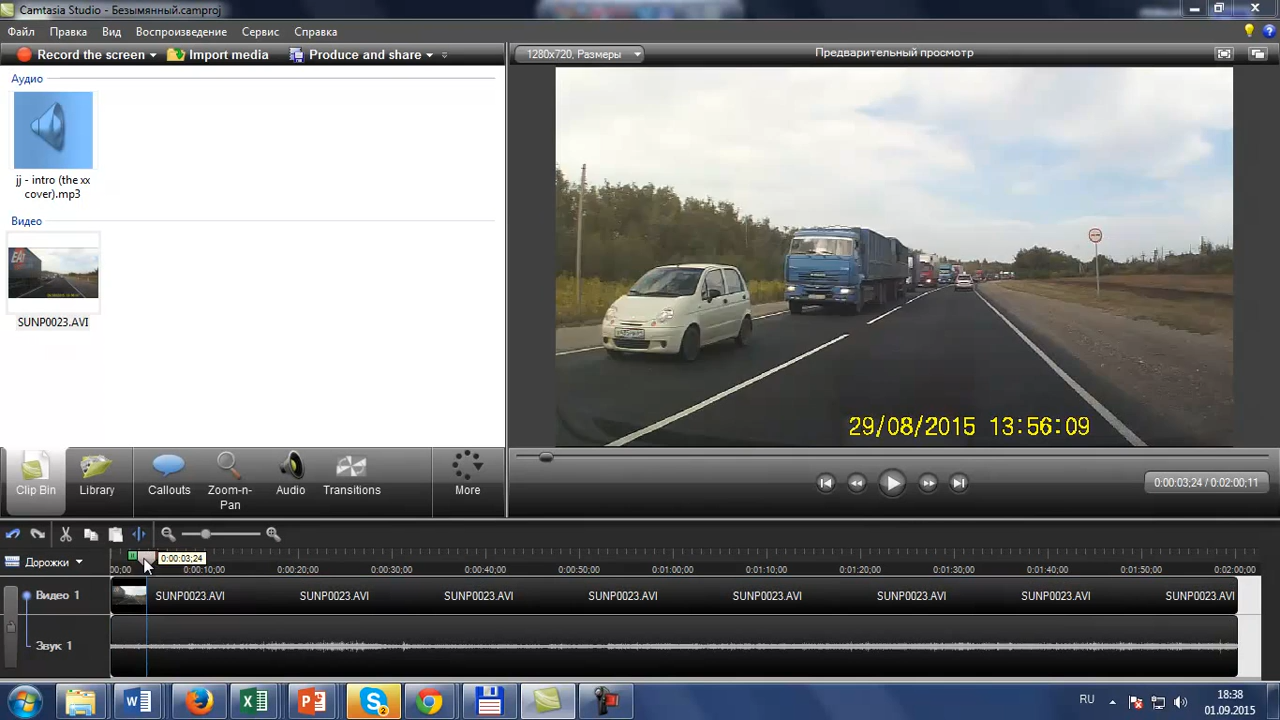 Camtasia Studio - Безымянный.camproj
Файл Правка Вид Воспроизведение Сервис Справка
Record the screen Import media Produce and share
1280x720, Размеры
Предварительный просмотр
Аудио
jj - intro (the xx
cover).mp3
Видео
EAt
SUNP0023.AVI
29/08/2015 13:56:09
Clip Bin Library Callouts Zoom-n-
Pan Audio Transitions More
0:00:03;24 / 0:02:00;11
0:00:03;24
Дорожки
00;00 0:00:10;00 0:00:20;00 0:00:30;00 0:00:40;00 0:00:50;00 0:01:00;00 0:01:10;00 0:01:20;00 0:01:30;00 0:01:40;00 0:01:50;00 0:02:00;00
Видео 1
SUNP0023.AVI SUNP0023.AVI SUNP0023.AVI SUNP0023.AVI SUNP0023.AVI SUNP0023.AVI SUNP0023.AVI SUNP0023.AVI
Звук 1
RU
18:38
01.09.2015